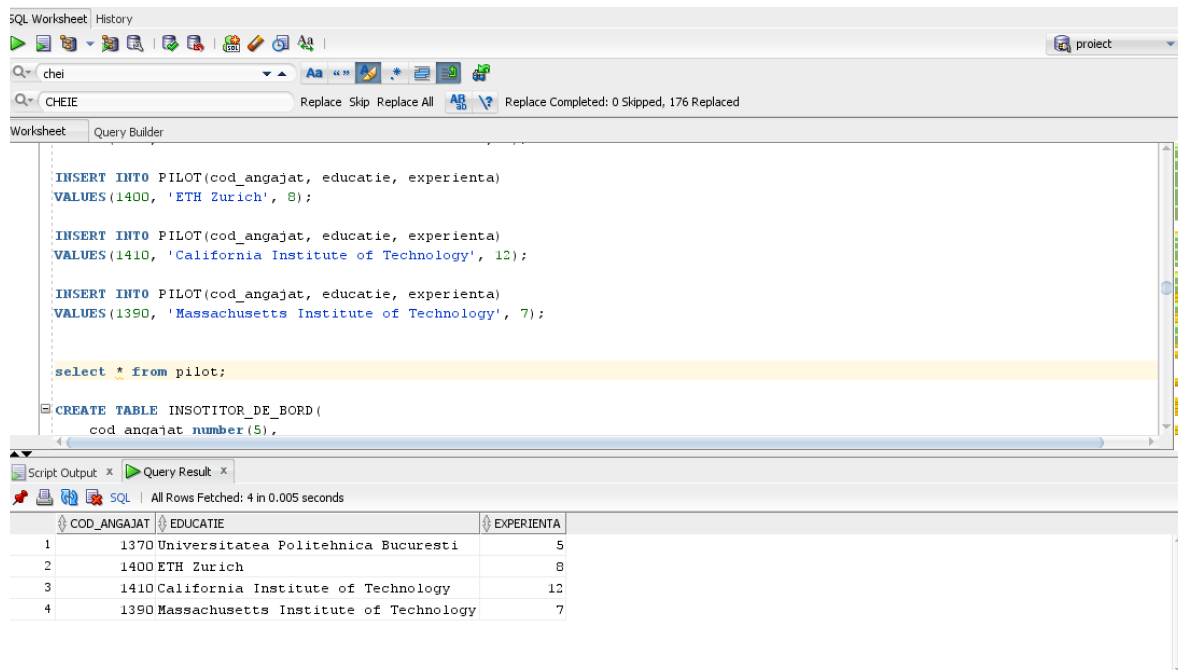 SQL Worksheet History
proiect
chei
Aa “” .*
CHEIE Replace Skip Replace All AB ab \? Replace Completed: 0 Skipped, 176 Replaced
Worksheet Query Builder
INSERT INTO PILOT(cod_angajat, educatie, experienta)
VALUES(1400, 'ETH Zurich', 8);
INSERT INTO PILOT(cod_angajat, educatie, experienta)
VALUES(1410, 'California Institute of Technology', 12);
INSERT INTO PILOT(cod_angajat, educatie, experienta)
VALUES(1390, 'Massachusetts Institute of Technology', 7);
select * from pilot;
CREATE TABLE INSOTITOR_DE_BORD(
cod_angajat number(5),
Script Output x Query Result x
SQL | All Rows Fetched: 4 in 0.005 seconds
COD_ANGAJAT EDUCATIE EXPERIENTA
1 1370 Universitatea Politehnica Bucuresti 5
2 1400 ETH Zurich 8
3 1410 California Institute of Technology 12
4 1390 Massachusetts Institute of Technology 7